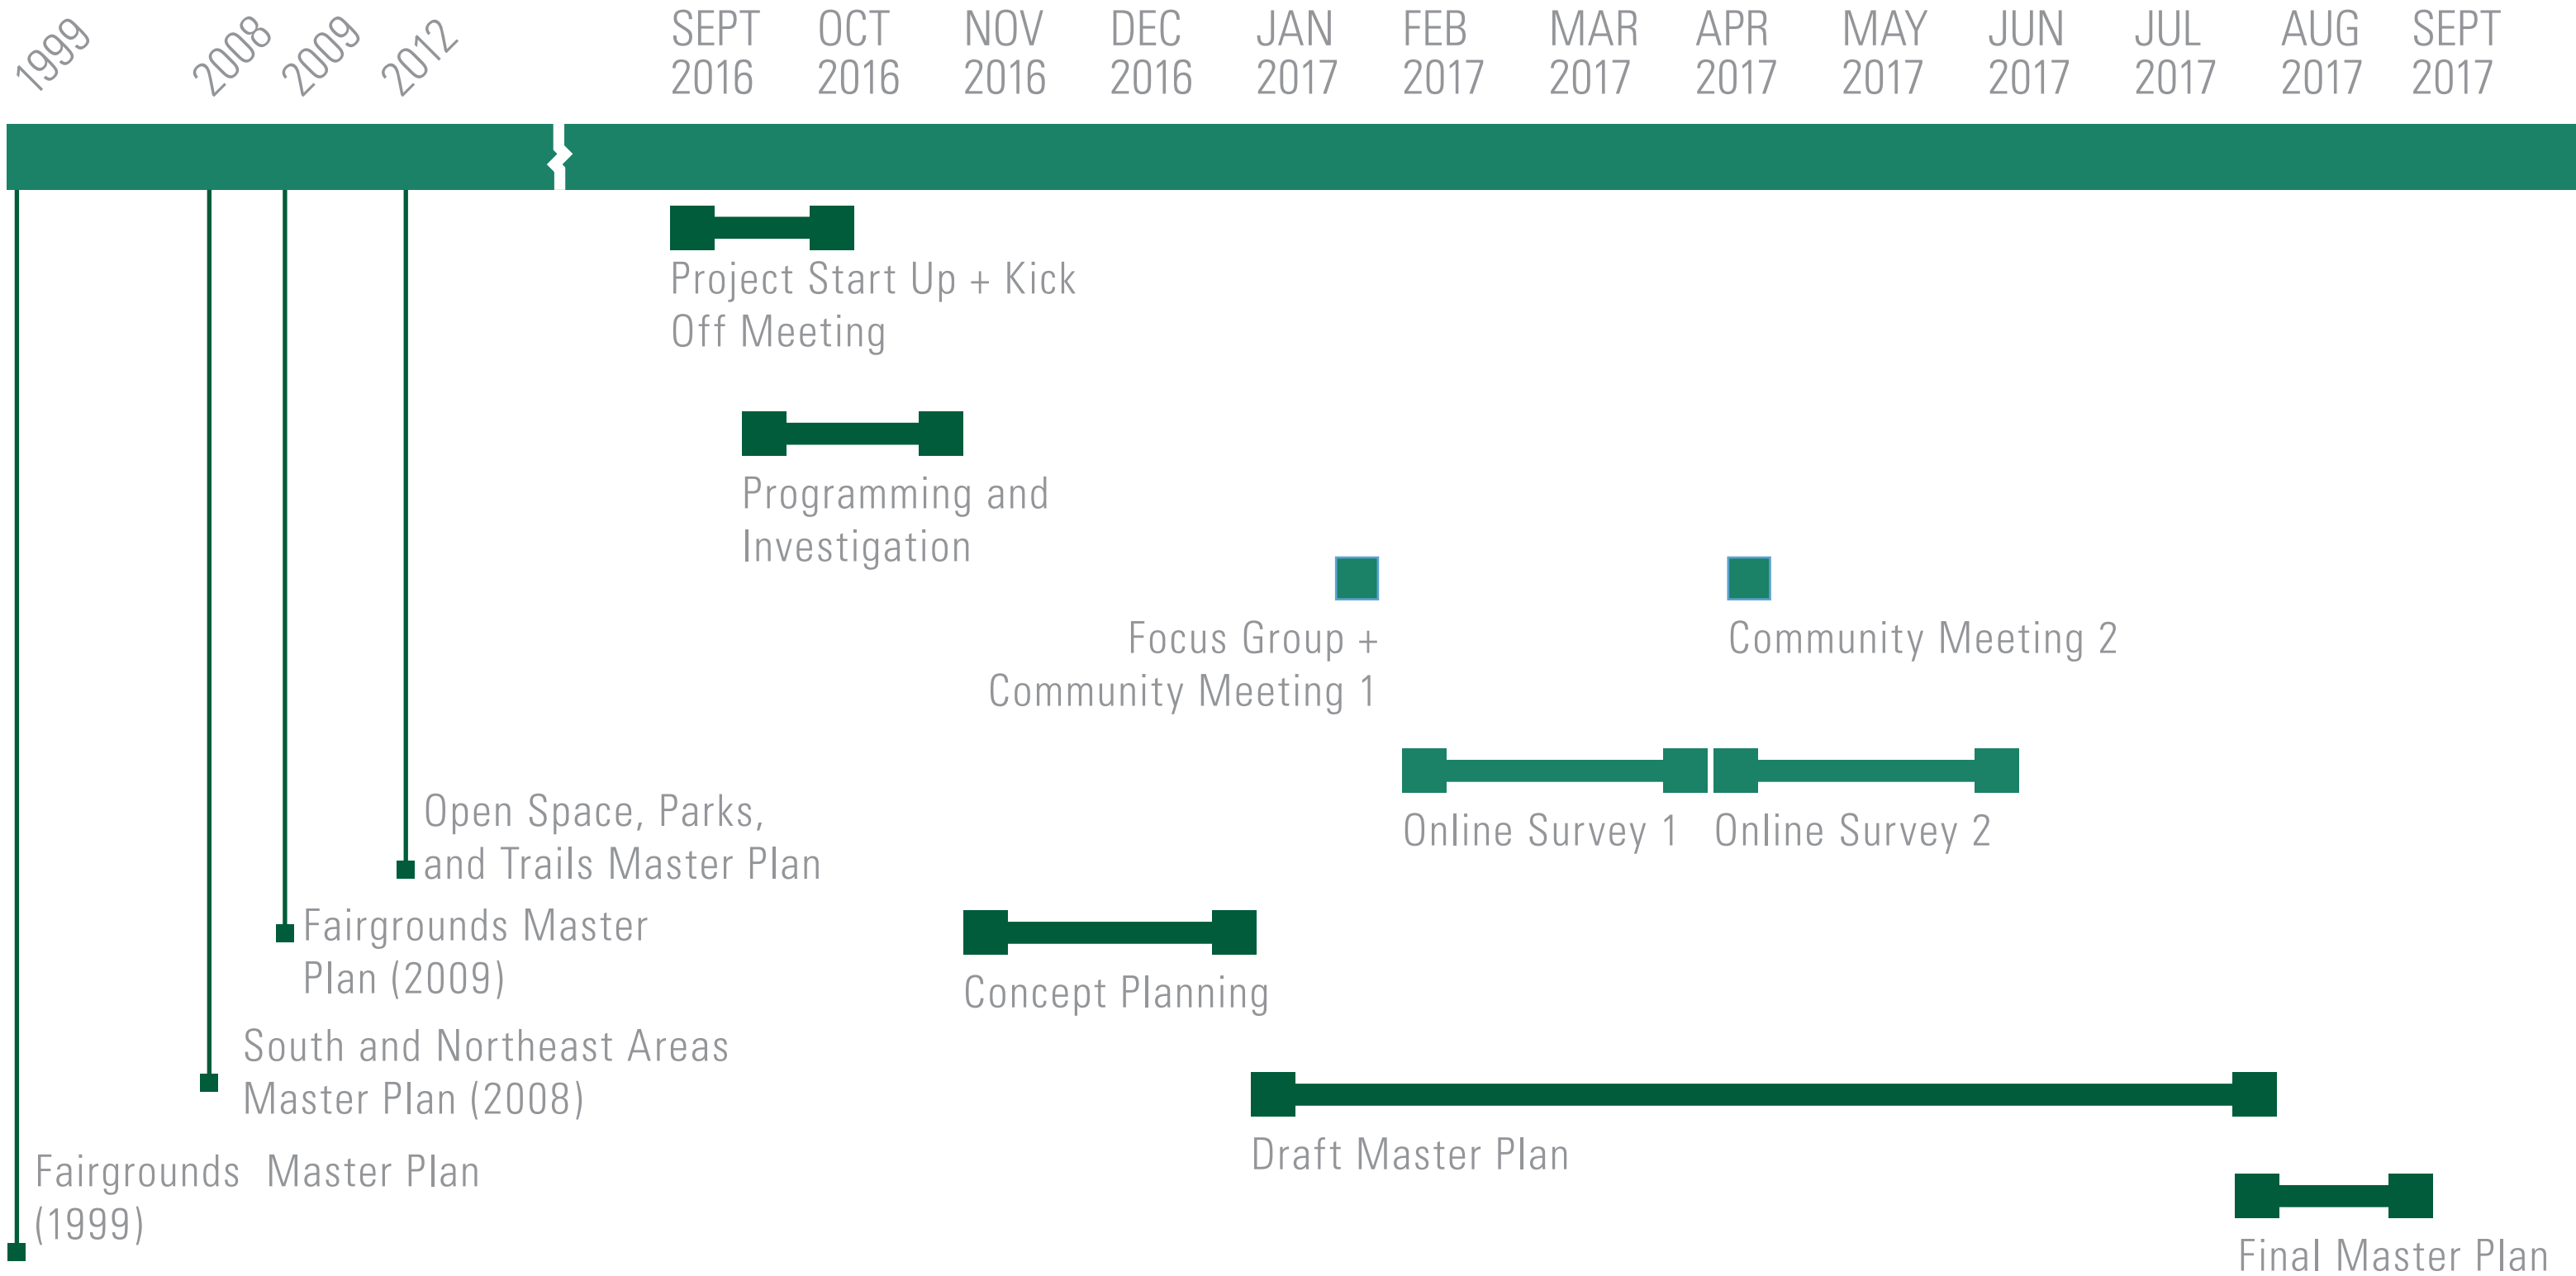 1999
2008
2009
2012
SEPT
2016
OCT
2016
NOV
2016
DEC
2016
JAN
2017
FEB
2017
MAR
2017
APR
2017
MAY
2017
JUN
2017
JUL
2017
AUG
2017
SEPT
2017
Project Start Up + Kick
Off Meeting
Programming and
Investigation
Focus Group +
Community Meeting 1
Community Meeting 2
Online Survey 1
Online Survey 2
Open Space, Parks,
and Trails Master Plan
Fairgrounds Master
Plan (2009)
Concept Planning
South and Northeast Areas
Master Plan (2008)
Draft Master Plan
Fairgrounds Master Plan
(1999)
Final Master Plan